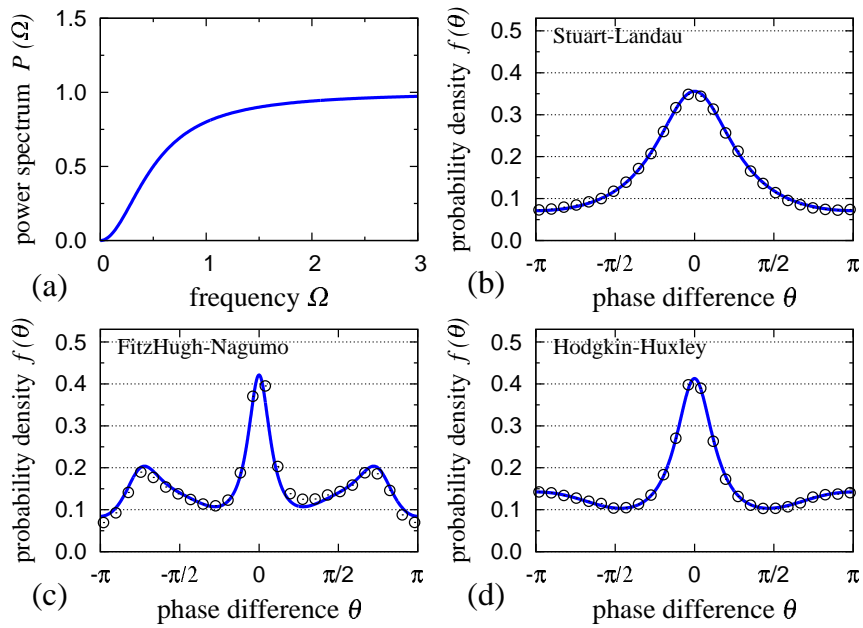 power spectrum P(Ω)
1.5
1.0
0.5
0.0
0 1 2 3
frequency Ω
(a)
Stuart-Landau
probability density f(θ)
0.5
0.4
0.3
0.2
0.1
0.0
-π -π/2 0 π/2 π
phase difference θ
(b)
FitzHugh-Nagumo
probability density f(θ)
0.5
0.4
0.3
0.2
0.1
0.0
-π -π/2 0 π/2 π
phase difference θ
(c)
Hodgkin-Huxley
probability density f(θ)
0.5
0.4
0.3
0.2
0.1
0.0
-π -π/2 0 π/2 π
phase difference θ
(d)